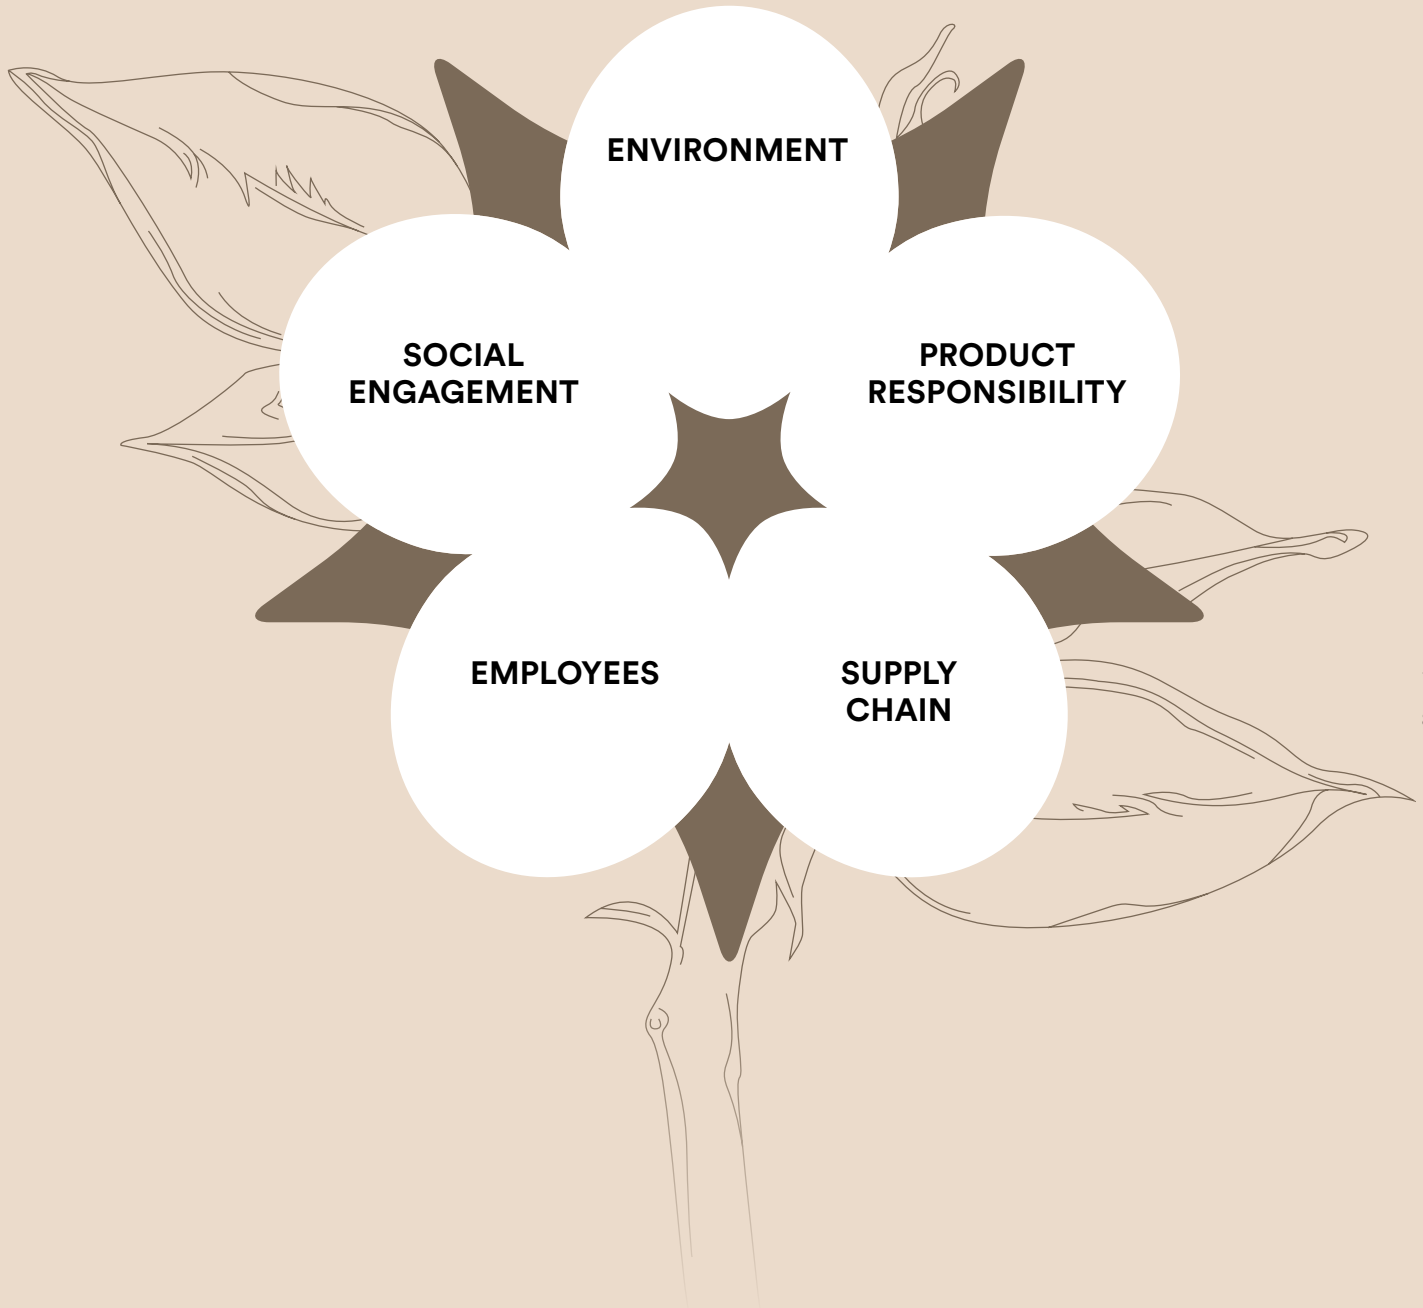 ENVIRONMENT
SOCIAL
ENGAGEMENT
PRODUCT
RESPONSIBILITY
EMPLOYEES
SUPPLY
CHAIN